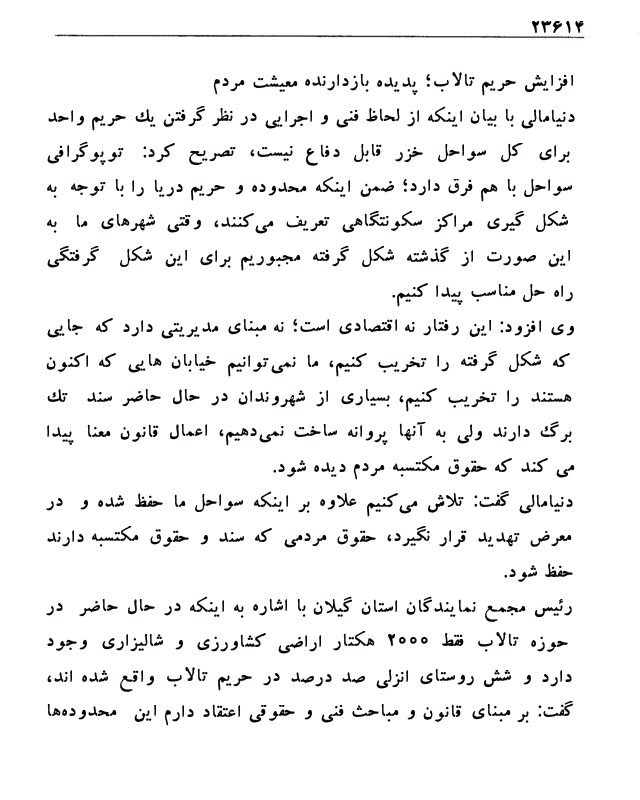 ۲۳۶۱۴
افزایش حریم تالاب؛ پدیده بازدارنده معیشت مردم
دنیامالی با بیان اینکه از لحاظ فنی و اجرایی در نظر گرفتن یك حریم واحد
برای کل سواحل خزر قابل دفاع نیست، تصریح کرد: توپوگرافی
سواحل با هم فرق دارد؛ ضمن اینکه محدوده و حریم دریا را با توجه به
شکل گیری مراکز سکونتگاهی تعریف می‌کنند، وقتی شهرهای ما به
این صورت از گذشته شکل گرفته مجبوریم برای این شکل گرفتگی
راه حل مناسب پیدا کنیم.
وی افزود: این رفتار نه اقتصادی است؛ نه مبنای مدیریتی دارد که جایی
که شکل گرفته را تخریب کنیم، ما نمی‌توانیم خیابان هایی که اکنون
هستند را تخریب کنیم، بسیاری از شهروندان در حال حاضر سند تك
برگ دارند ولی به آنها پروانه ساخت نمی‌دهیم، اعمال قانون معنا پیدا
می کند که حقوق مکتسبه مردم دیده شود.
دنیامالی گفت: تلاش می‌کنیم علاوه بر اینکه سواحل ما حفظ شده و در
معرض تهدید قرار نگیرد، حقوق مردمی که سند و حقوق مکتسبه دارند
حفظ شود.
رئیس مجمع نمایندگان استان گیلان با اشاره به اینکه در حال حاضر در
حوزه تالاب فقط ۲۰۰۰ هکتار اراضی کشاورزی و شالیزاری وجود
دارد و شش روستای انزلی صد درصد در حریم تالاب واقع شده اند،
گفت: بر مبنای قانون و مباحث فنی و حقوقی اعتقاد دارم این محدوده‌ها